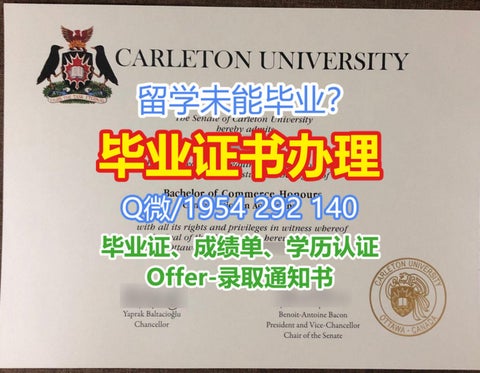 CARLETON UNIVERSITY
留学未能毕业?
The Senate of Carleton University
hereby admits
毕业证书办理
Bachelor of Commerce Honours
Q微/1954 292 140
with all its rights and privileges in witness whereof
毕业证、成绩单、学历认证
Offer-录取通知书
Yaprak Baltacioğlu
Chancellor
Benoit-Antoine Bacon
President and Vice-Chancellor
Chair of the Senate
CARLETON UNIVERSITY
OTTAWA-CANADA